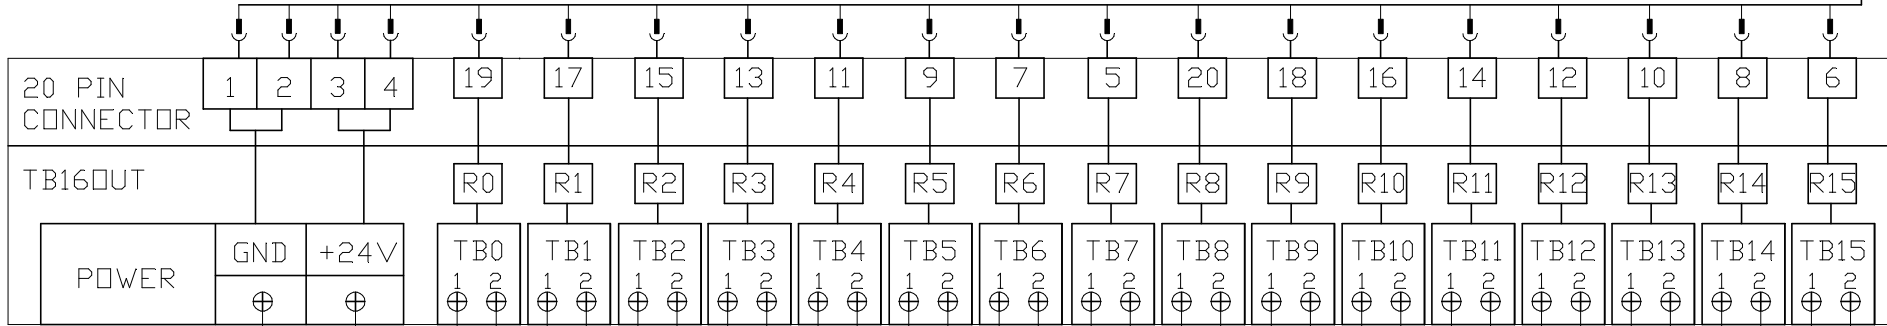 20 PIN
CONNECTOR
1 2 3 4 19 17 15 13 11 9 7 5 20 18 16 14 12 10 8 6
TB16OUT
R0 R1 R2 R3 R4 R5 R6 R7 R8 R9 R10 R11 R12 R13 R14 R15
POWER
GND +24V TB0 TB1 TB2 TB3 TB4 TB5 TB6 TB7 TB8 TB9 TB10 TB11 TB12 TB13 TB14 TB15
1 2 1 2 1 2 1 2 1 2 1 2 1 2 1 2 1 2 1 2 1 2 1 2 1 2 1 2 1 2 1 2